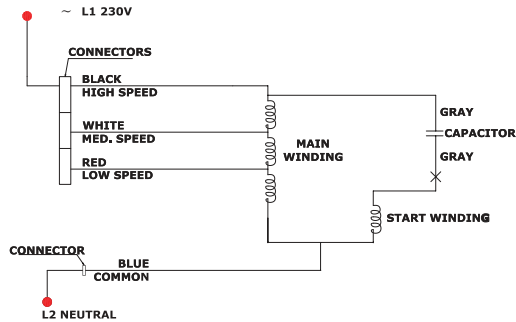 ~ L1 230V
CONNECTORS
BLACK
HIGH SPEED
WHITE
MED. SPEED
RED
LOW SPEED
MAIN
WINDING
GRAY
CAPACITOR
GRAY
START WINDING
CONNECTOR
BLUE
COMMON
L2 NEUTRAL